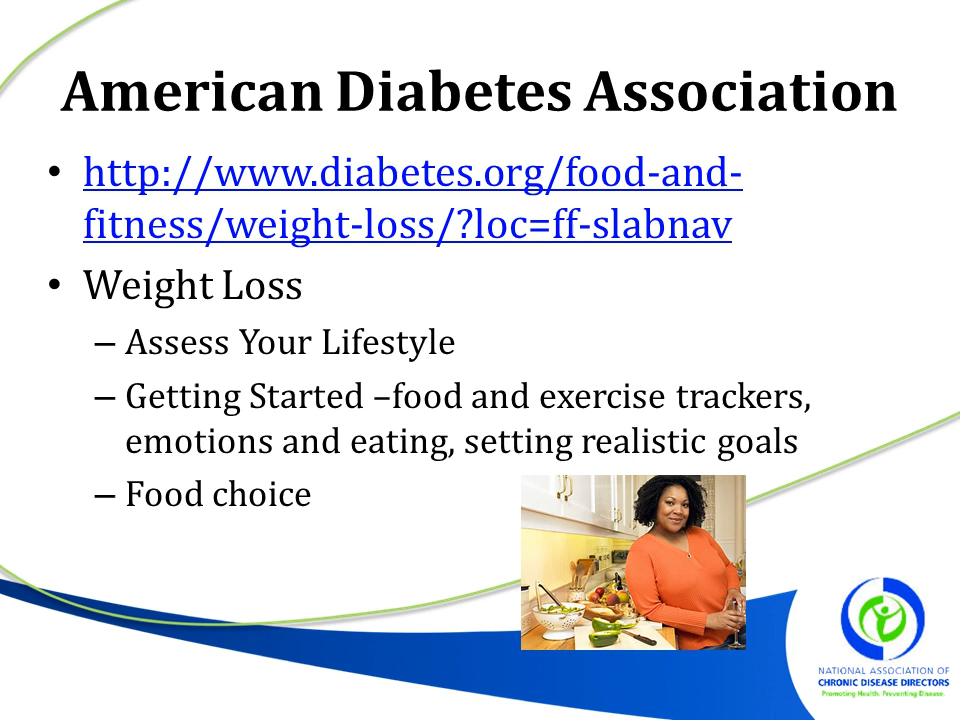 American Diabetes Association
• http://www.diabetes.org/food-and-
fitness/weight-loss/?loc=ff-slabnav
• Weight Loss
– Assess Your Lifestyle
– Getting Started –food and exercise trackers,
emotions and eating, setting realistic goals
– Food choice
NATIONAL ASSOCIATION OF
CHRONIC DISEASE DIRECTORS
Promoting Health. Preventing Disease.